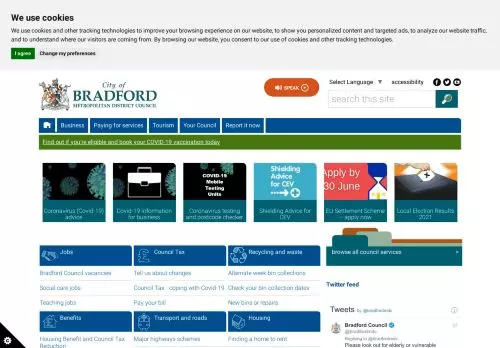 We use cookies
We use cookies and other tracking technologies to improve your browsing experience on our website, to show you personalized content and targeted ads, to analyze our website traffic,
and to understand where our visitors are coming from. By browsing our website, you consent to our use of cookies and other tracking technologies.
I agree Change my preferences
City of
BRADFORD
METROPOLITAN DISTRICT COUNCIL
SPEAK
Select Language accessibility
search this site
Business Paying for services Tourism Your Council Report it now
Find out if you're eligible and book your COVID-19 vaccination today
COVID-19
Mobile
Testing
Units
Shielding
Advice
for CEV
Apply by
30 June
Coronavirus (Covid-19)
advice
Covid-19 information
for business
Coronavirus testing
and postcode checker
Shielding Advice for
CEV
EU Settlement Scheme
- apply now
Local Election Results
2021
Jobs
Council Tax
Recycling and waste
browse all council services >
Bradford Council vacancies
Tell us about changes
Alternate week bin collections
Social care jobs
Council Tax - coping with Covid-19
Check your bin collection dates
Teaching jobs
Pay your bill
New bins or repairs
Twitter feed
Benefits
Transport and roads
Housing
Tweets by @bradfordmdc
Housing Benefit and Council Tax
Reduction
Major highways schemes
Finding a home to rent
Bradford Council
@bradfordmdc
Replying to @bradfordmdc
Please look out for elderly or vulnerable